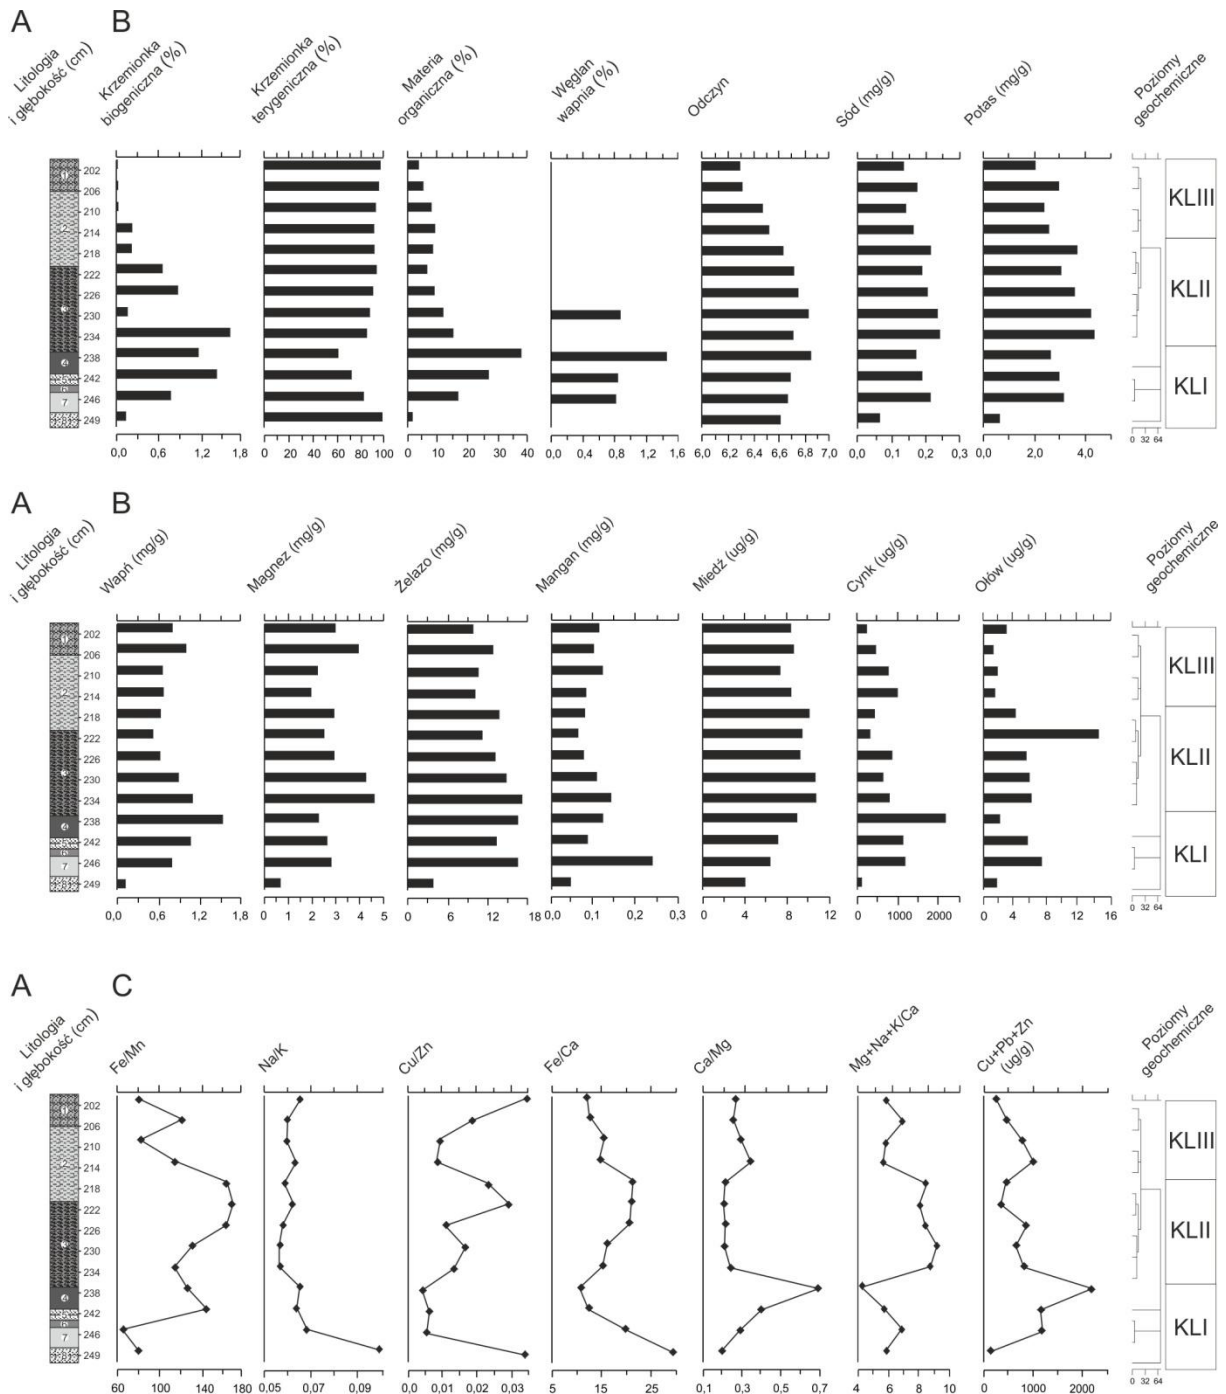 A
B
Litologia
i głębokość (cm)
Krzemionka
biogeniczna (%)
Krzemionka
terygeniczna (%)
Materia
organiczna (%)
Węglan
wapnia (%)
Odczyn
Sód (mg/g)
Potas (mg/g)
Poziomy
geochemiczne
202
206
210
214
218
222
226
230
234
238
242
246
249
7
KLIII
KLII
KLI
0,0 0,6 1,2 1,8
0 20 40 60 80 100
0 10 20 30 40
0,0 0,4 0,8 1,2 1,6
6,0 6,2 6,4 6,6 6,8 7,0
0,0 0,1 0,2 0,3
0,0 2,0 4,0
0 32 64
A
B
Litologia
i głębokość (cm)
Wapń (mg/g)
Magnez (mg/g)
Żelazo (mg/g)
Mangan (mg/g)
Miedź (ug/g)
Cynk (ug/g)
Ołów (ug/g)
Poziomy
geochemiczne
202
206
210
214
218
222
226
230
234
238
242
246
249
7
KLIII
KLII
KLI
0,0 0,6 1,2 1,8
0 1 2 3 4 5
0 6 12 18
0,0 0,1 0,2 0,3
0 4 8 12
0 1000 2000
0 4 8 12 16
0 32 64
A
C
Litologia
i głębokość (cm)
Fe/Mn
Na/K
Cu/Zn
Fe/Ca
Ca/Mg
Mg+Na+K/Ca
Cu+Pb+Zn
(ug/g)
Poziomy
geochemiczne
202
206
210
214
218
222
226
230
234
238
242
246
249
7
KLIII
KLII
KLI
60 100 140 180
0,05 0,07 0,09
0,0 0,01 0,02 0,03
5 15 25
0,1 0,3 0,5 0,7
4 6 8 10
0 1000 2000
0 32 64